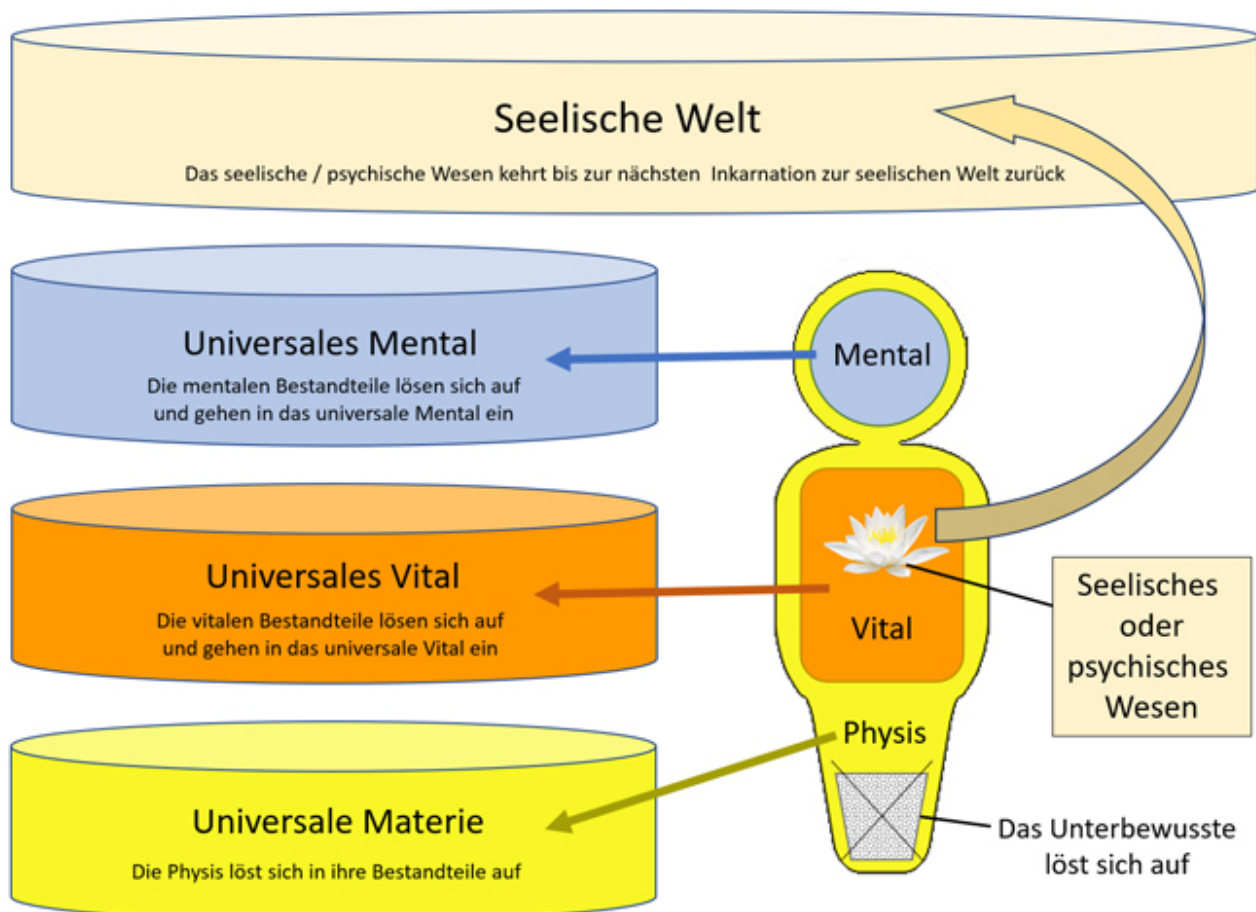 Seelische Welt
Das seelische / psychische Wesen kehrt bis zur nächsten Inkarnation zur seelischen Welt zurück
Universales Mental
Die mentalen Bestandteile lösen sich auf
und gehen in das universale Mental ein
Mental
Universales Vital
Die vitalen Bestandteile lösen sich auf
und gehen in das universale Vital ein
Vital
Seelisches
oder
psychisches
Wesen
Physis
Universale Materie
Die Physis löst sich in ihre Bestandteile auf
Das Unterbewusste
löst sich auf